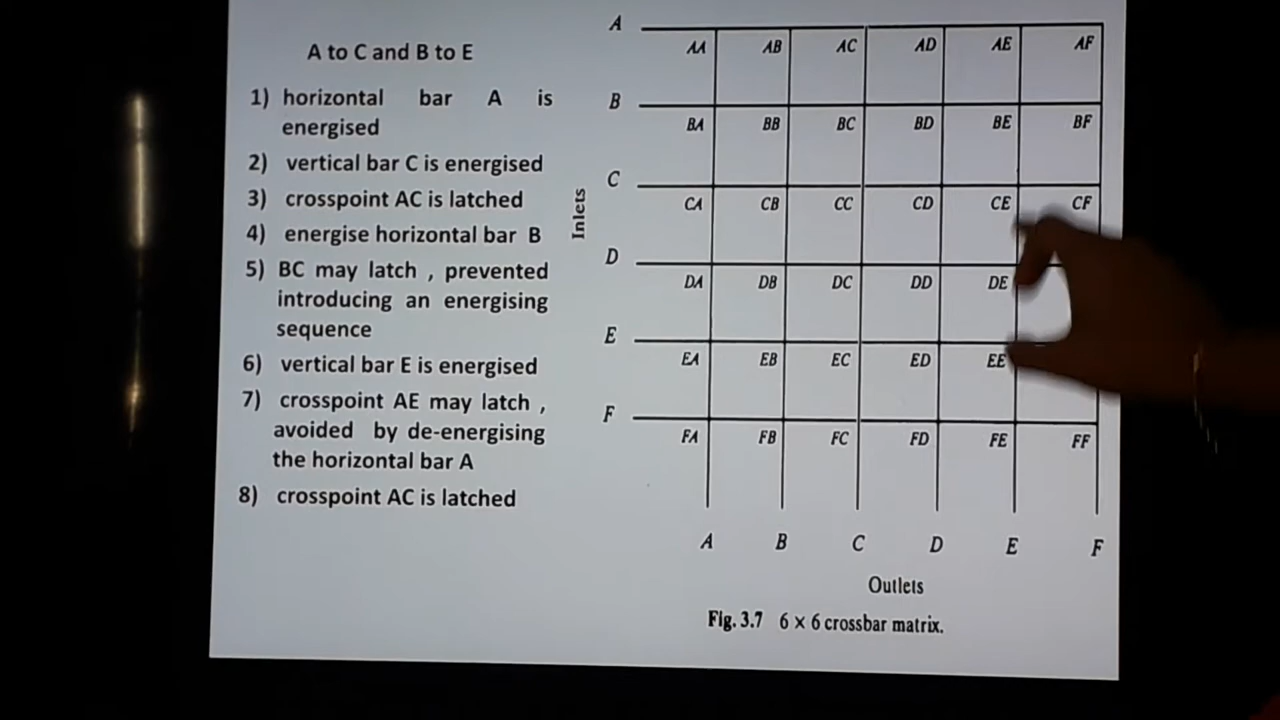 A to C and B to E
1) horizontal bar A is
energised
2) vertical bar C is energised
3) crosspoint AC is latched
4) energise horizontal bar B
5) BC may latch , prevented
introducing an energising
sequence
6) vertical bar E is energised
7) crosspoint AE may latch ,
avoided by de-energising
the horizontal bar A
8) crosspoint AC is latched
Inlets
A
AA AB AC AD AE AF
B
BA BB BC BD BE BF
C
CA CB CC CD CE CF
D
DA DB DC DD DE
E
EA EB EC ED EE
F
FA FB FC FD FE FF
A B C D E F
Outlets
Fig. 3.7 6 × 6 crossbar matrix.